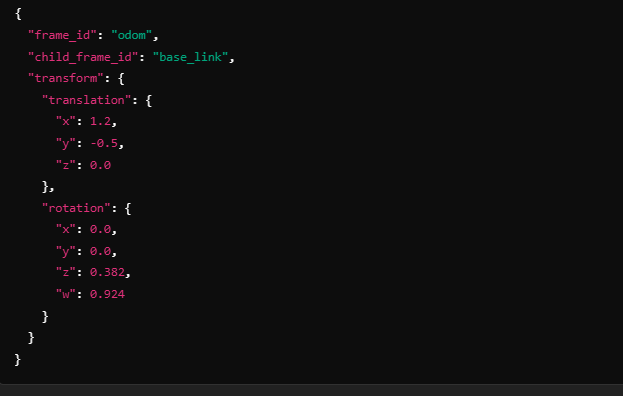 {
  "frame_id": "odom",
  "child_frame_id": "base_link",
  "transform": {
    "translation": {
      "x": 1.2,
      "y": -0.5,
      "z": 0.0
    },
    "rotation": {
      "x": 0.0,
      "y": 0.0,
      "z": 0.382,
      "w": 0.924
    }
  }
}